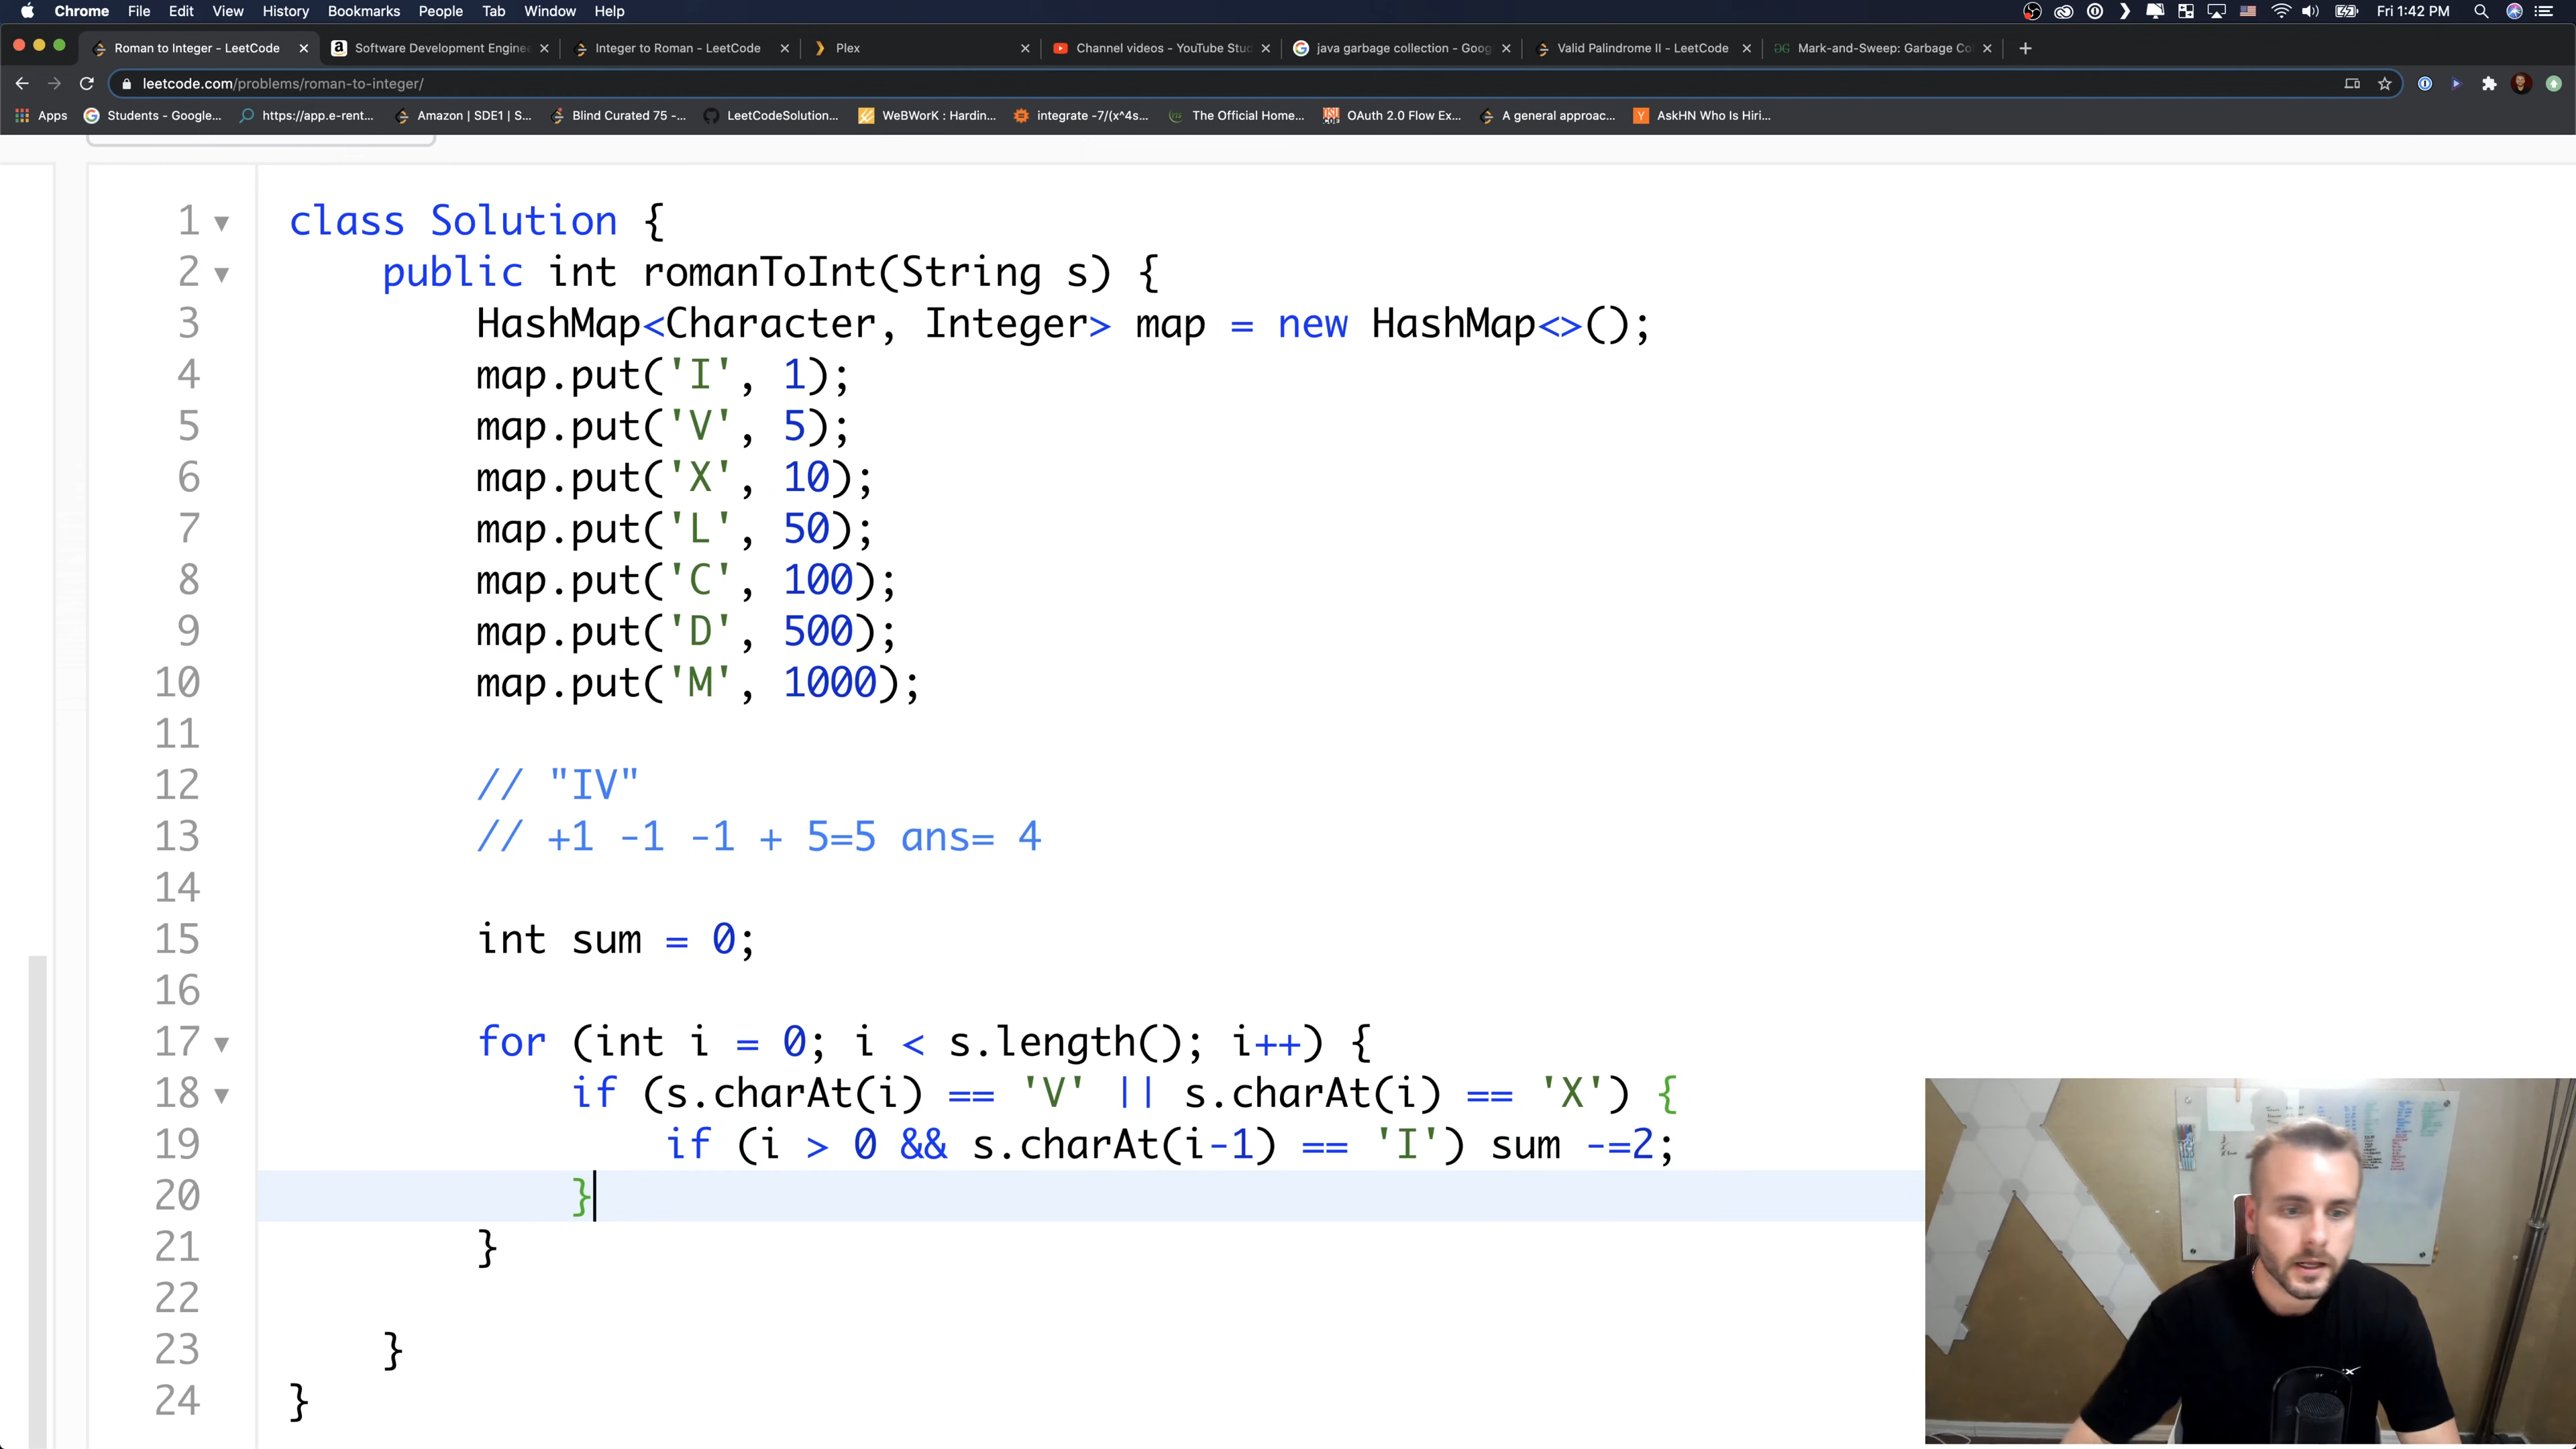 Chrome File Edit View History Bookmarks People Tab Window Help Fri 1:42 PM
Roman to Integer - LeetCode Software Development Engine Integer to Roman - LeetCode Plex Channel videos - YouTube Stud java garbage collection - Goog Valid Palindrome II - LeetCode Mark-and-Sweep: Garbage Co
leetcode.com/problems/roman-to-integer/
Apps Students - Google... https://app.e-rent... Amazon | SDE1 | S... Blind Curated 75 -... LeetCodeSolution... WeBWorK : Hardin... integrate -7/(x^4s... The Official Home... OAuth 2.0 Flow Ex... A general approac... AskHN Who Is Hiri...
1 class Solution {
2 public int romanToInt(String s) {
3 HashMap<Character, Integer> map = new HashMap<>();
4 map.put('I', 1);
5 map.put('V', 5);
6 map.put('X', 10);
7 map.put('L', 50);
8 map.put('C', 100);
9 map.put('D', 500);
10 map.put('M', 1000);
11
12 // "IV"
13 // +1 -1 -1 + 5=5 ans= 4
14
15 int sum = 0;
16
17 for (int i = 0; i < s.length(); i++) {
18 if (s.charAt(i) == 'V' || s.charAt(i) == 'X') {
19 if (i > 0 && s.charAt(i-1) == 'I') sum -=2;
20 }
21 }
22
23 }
24 }